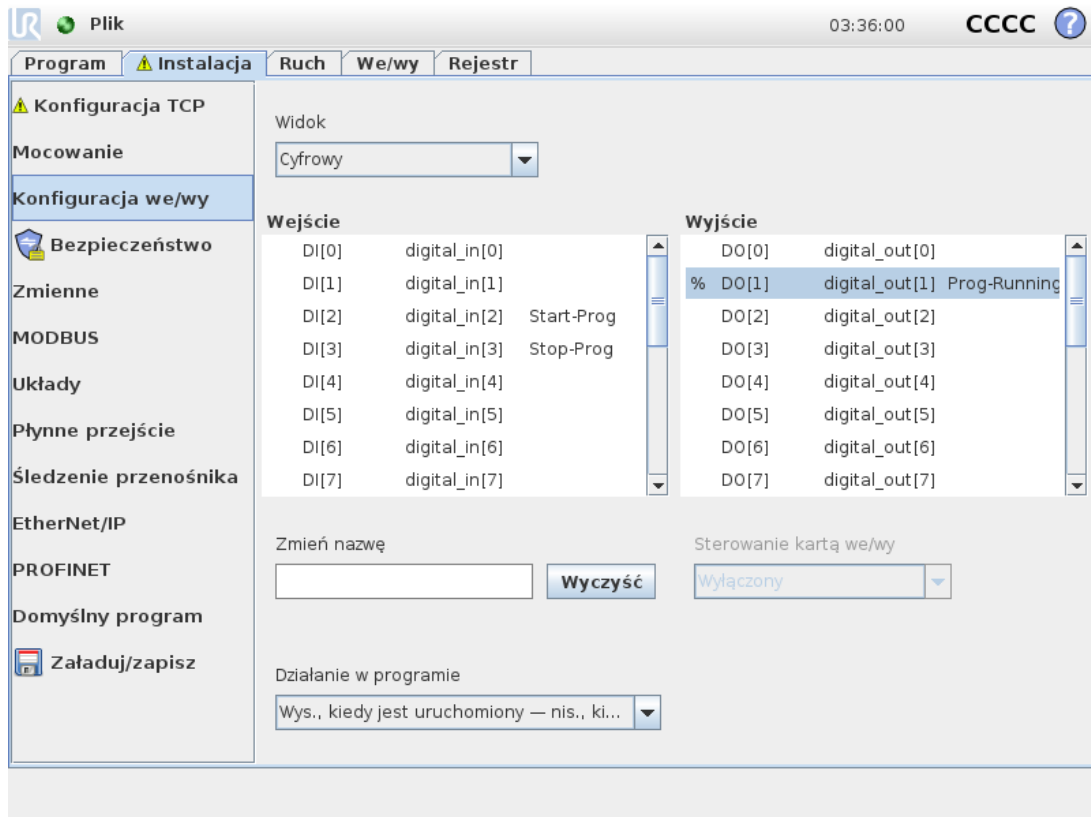 UR Plik 03:36:00 CCCC ?
Program Instalacja Ruch We/wy Rejestr
Konfiguracja TCP
Mocowanie
Konfiguracja we/wy
Bezpieczeństwo
Zmienne
MODBUS
Układy
Płynne przejście
Śledzenie przenośnika
EtherNet/IP
PROFINET
Domyślny program
Załaduj/zapisz
Widok
Cyfrowy
Wejście
DI[0] digital_in[0]
DI[1] digital_in[1]
DI[2] digital_in[2] Start-Prog
DI[3] digital_in[3] Stop-Prog
DI[4] digital_in[4]
DI[5] digital_in[5]
DI[6] digital_in[6]
DI[7] digital_in[7]
Wyjście
DO[0] digital_out[0]
% DO[1] digital_out[1] Prog-Running
DO[2] digital_out[2]
DO[3] digital_out[3]
DO[4] digital_out[4]
DO[5] digital_out[5]
DO[6] digital_out[6]
DO[7] digital_out[7]
Zmień nazwę
Wyczyść
Sterowanie kartą we/wy
Wyłączony
Działanie w programie
Wys., kiedy jest uruchomiony — nis., ki...